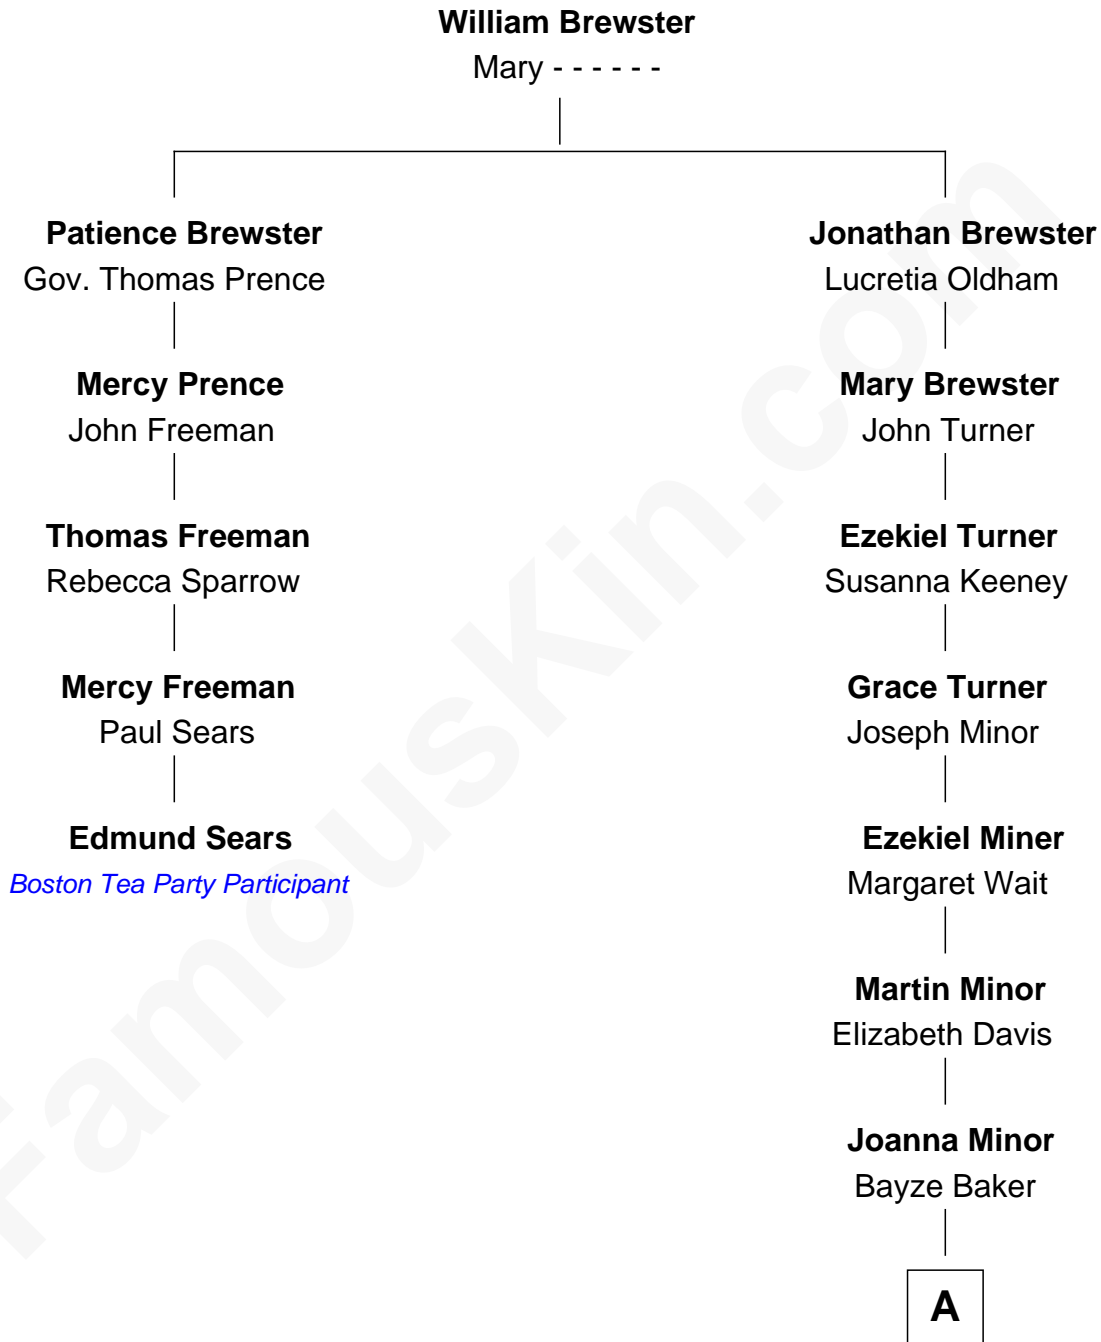 William Brewster
Mary - - - - - -
Patience Brewster
Gov. Thomas Prence
Jonathan Brewster
Lucretia Oldham
Mercy Prence
John Freeman
Mary Brewster
John Turner
Thomas Freeman
Rebecca Sparrow
Ezekiel Turner
Susanna Keeney
Mercy Freeman
Paul Sears
Grace Turner
Joseph Minor
Edmund Sears
Boston Tea Party Participant
Ezekiel Miner
Margaret Wait
Martin Minor
Elizabeth Davis
Joanna Minor
Bayze Baker
A
FamousKin.com